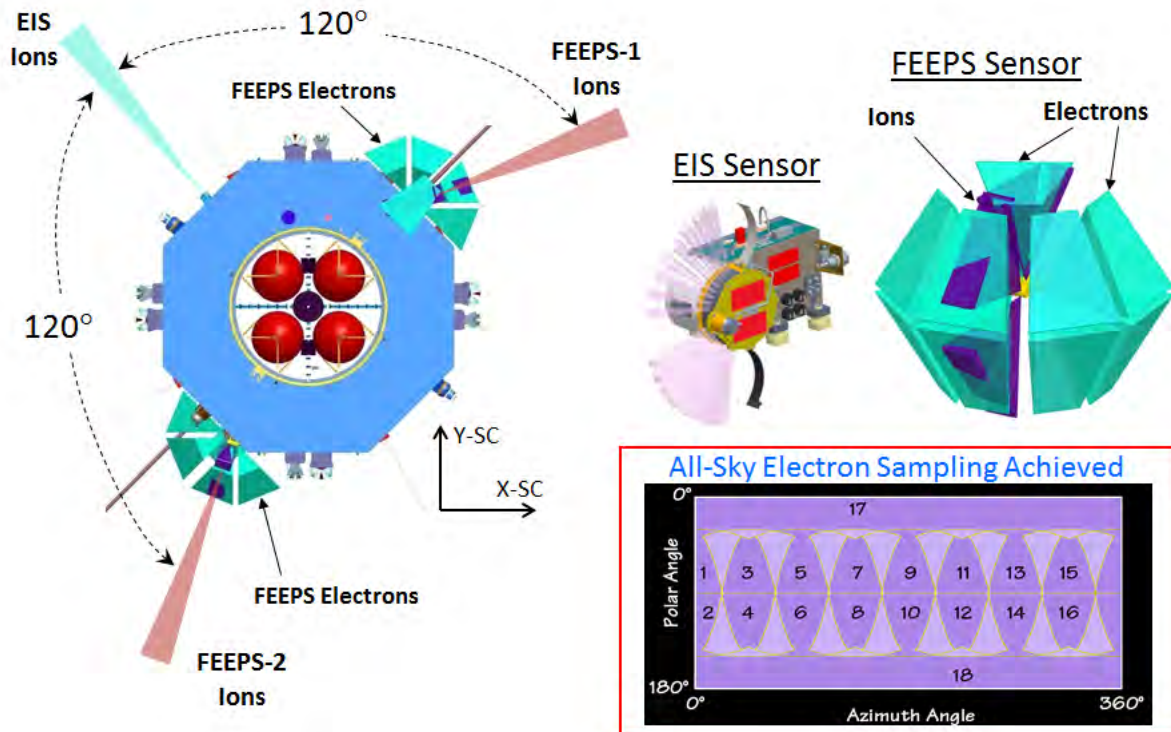 EIS
Ions
120°
FEEPS-1
Ions
FEEPS Electrons
120°
Y-SC
X-SC
FEEPS Electrons
FEEPS-2
Ions
FEEPS Sensor
Ions
Electrons
EIS Sensor
All-Sky Electron Sampling Achieved
0°
17
1 3 5 7 9 11 13 15
2 4 6 8 10 12 14 16
18
Polar Angle
180°
0°
360°
Azimuth Angle